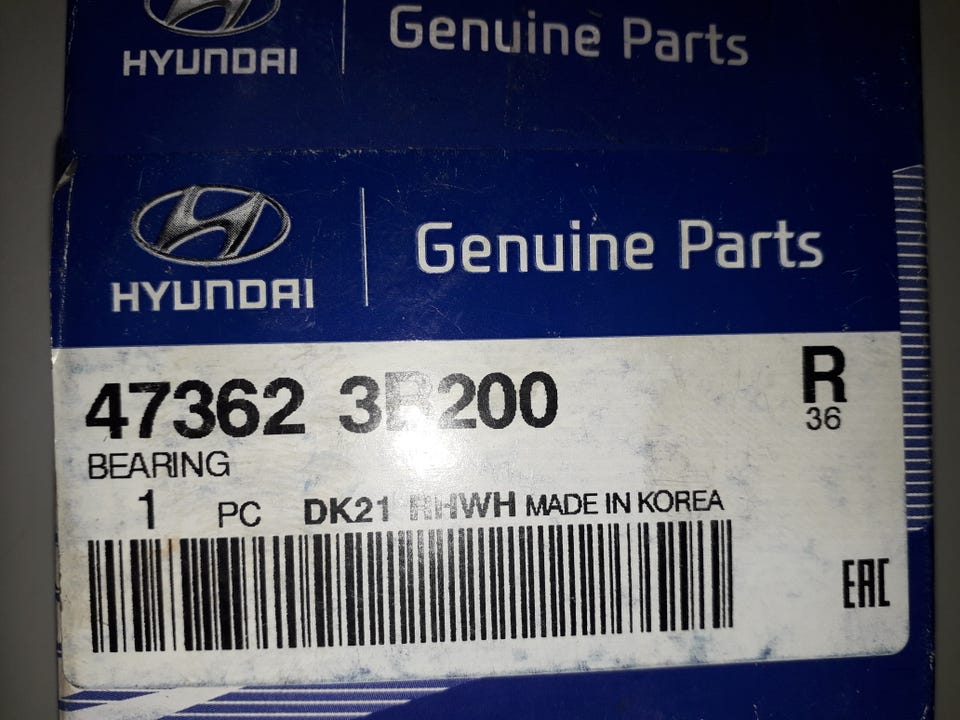 HYUNDAI
Genuine Parts
HYUNDAI
Genuine Parts
47362 3B200
R
36
BEARING
1 PC DK21 RHWH MADE IN KOREA
EAC